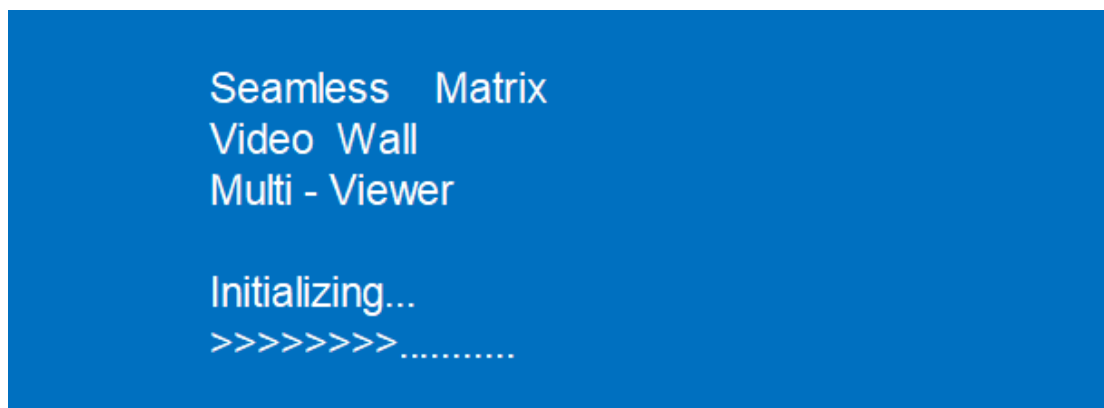 Seamless Matrix
Video Wall
Multi - Viewer
Initializing...
>>>>>>>>...........